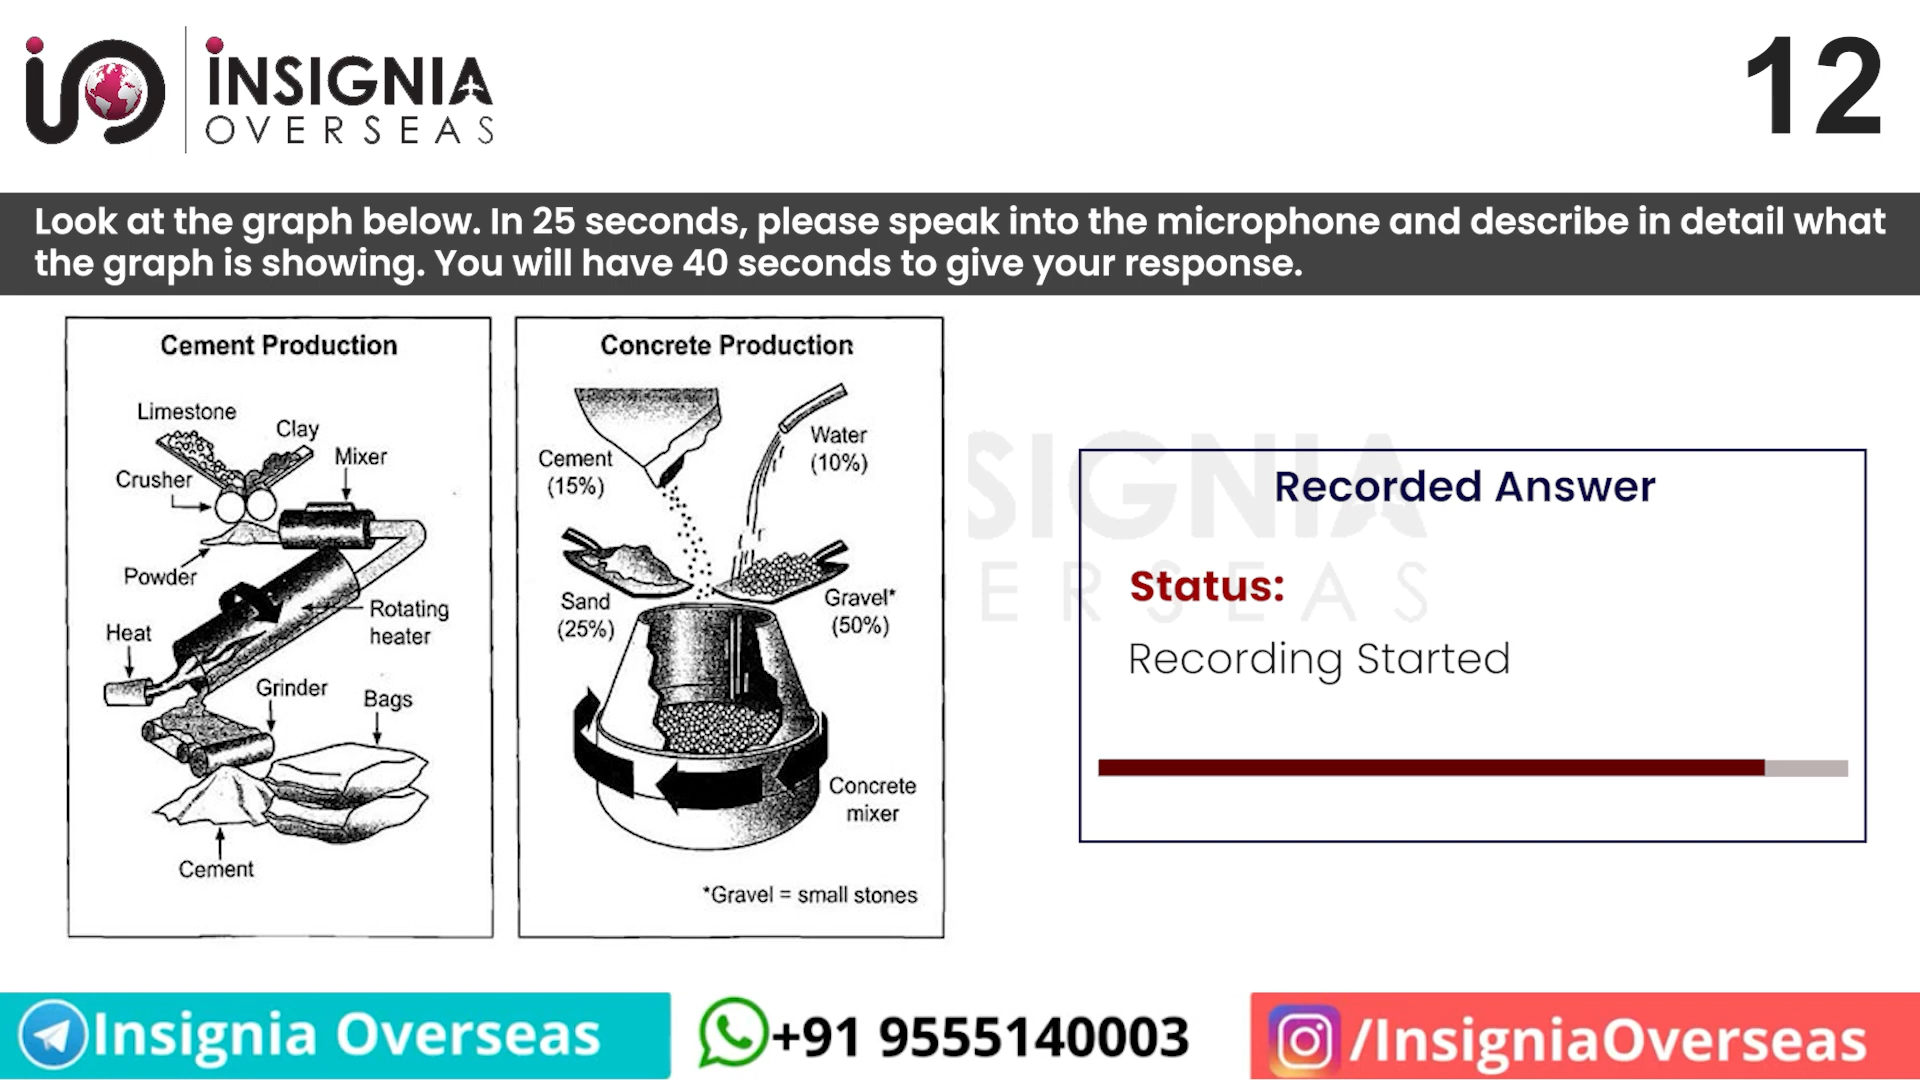 INSIGNIA
OVERSEAS
12
Look at the graph below. In 25 seconds, please speak into the microphone and describe in detail what
the graph is showing. You will have 40 seconds to give your response.
Cement Production
Limestone
Clay
Mixer
Crusher
Powder
Rotating
heater
Heat
Grinder
Bags
Cement
Concrete Production
Water
(10%)
Cement
(15%)
Sand
(25%)
Gravel*
(50%)
Concrete
mixer
*Gravel = small stones
SIGNIA
ERSEAS
Recorded Answer
Status:
Recording Started
Insignia Overseas
+91 9555140003
/InsigniaOverseas